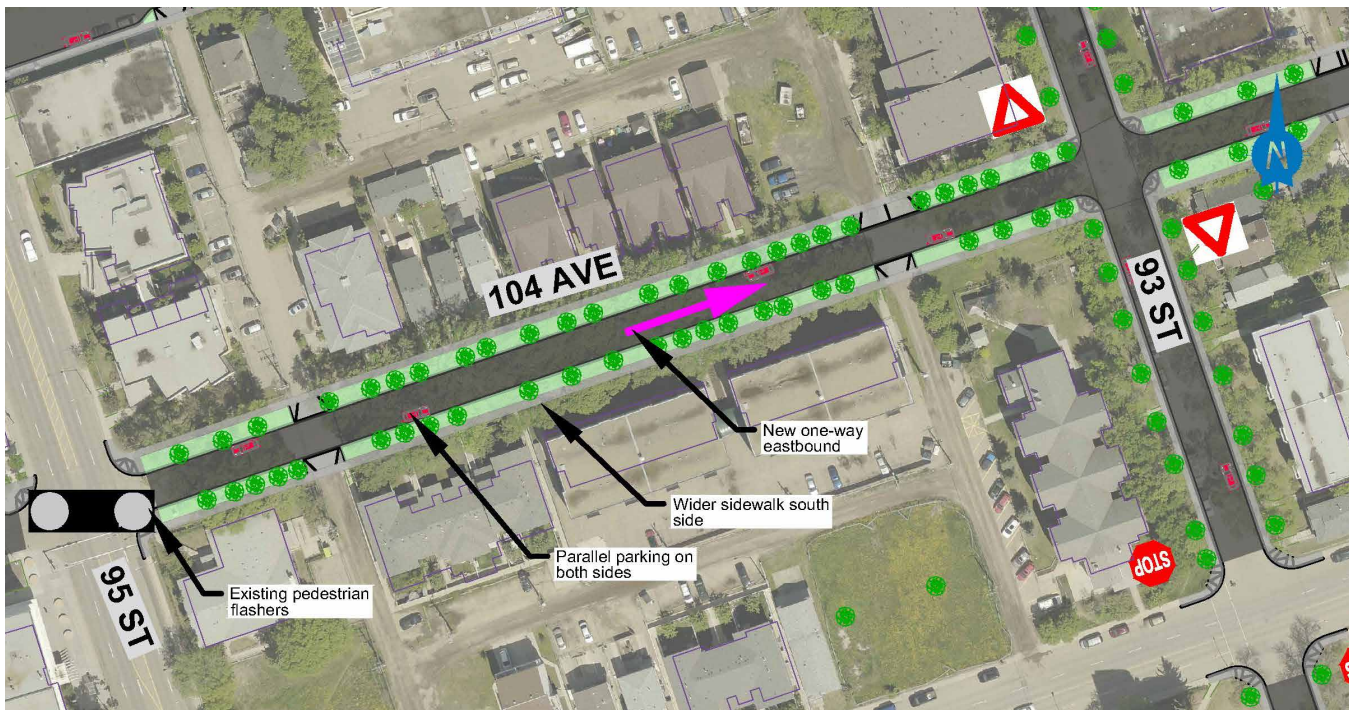 104 AVE
N
93 ST
New one-way
eastbound
Wider sidewalk south
side
Parallel parking on
both sides
STOP
Existing pedestrian
flashers
95 ST